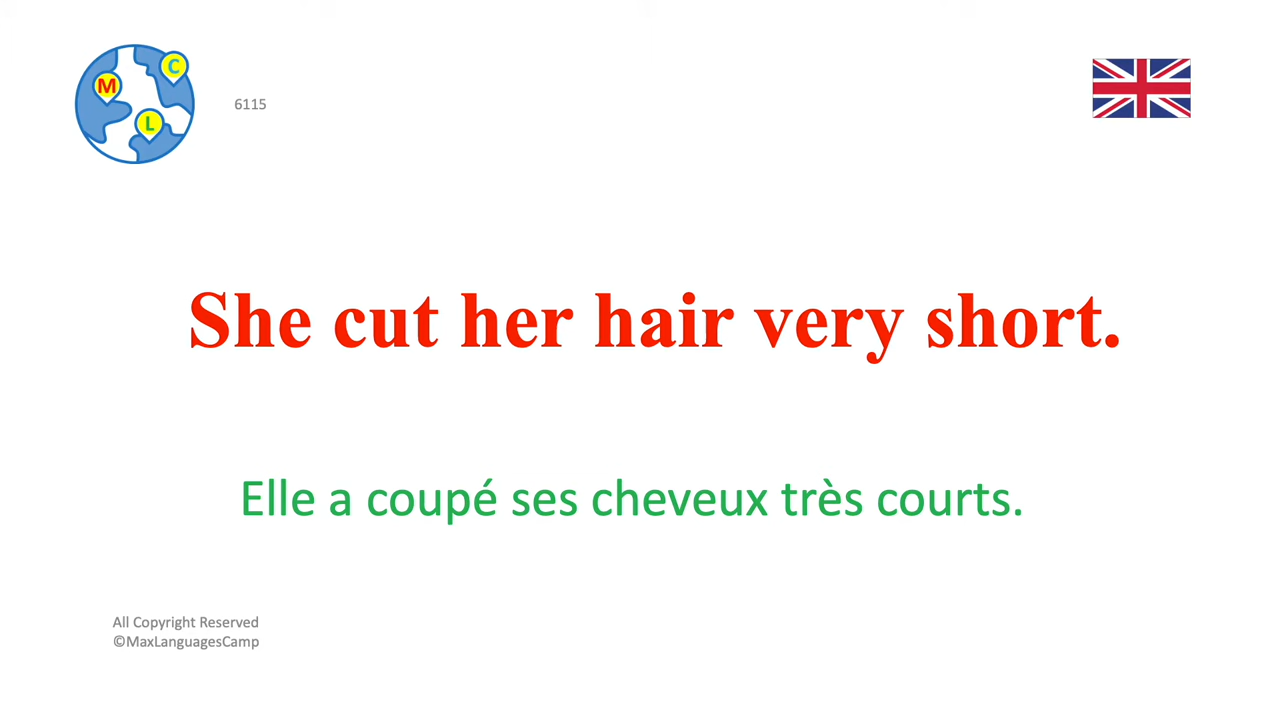 C
M
L
6115
She cut her hair very short.
Elle a coupé ses cheveux très courts.
All Copyright Reserved
©MaxLanguagesCamp